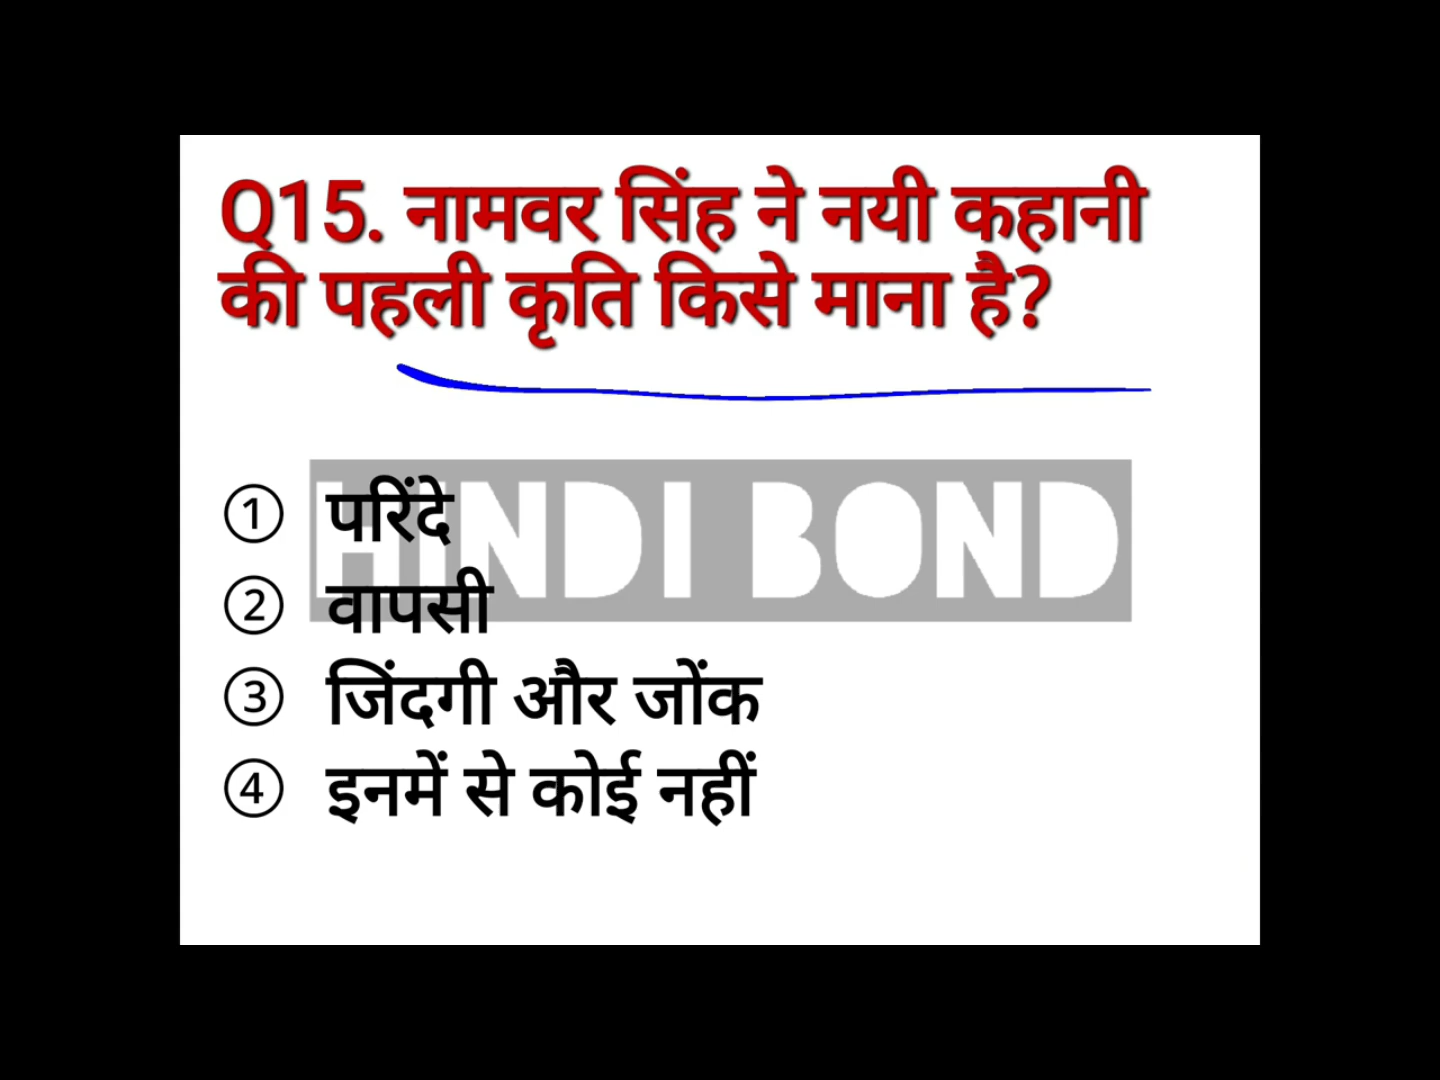 Q15. नामवर सिंह ने नयी कहानी
की पहली कृति किसे माना है?
HINDI BOND
① परिंदे
② वापसी
③ जिंदगी और जोंक
④ इनमें से कोई नहीं